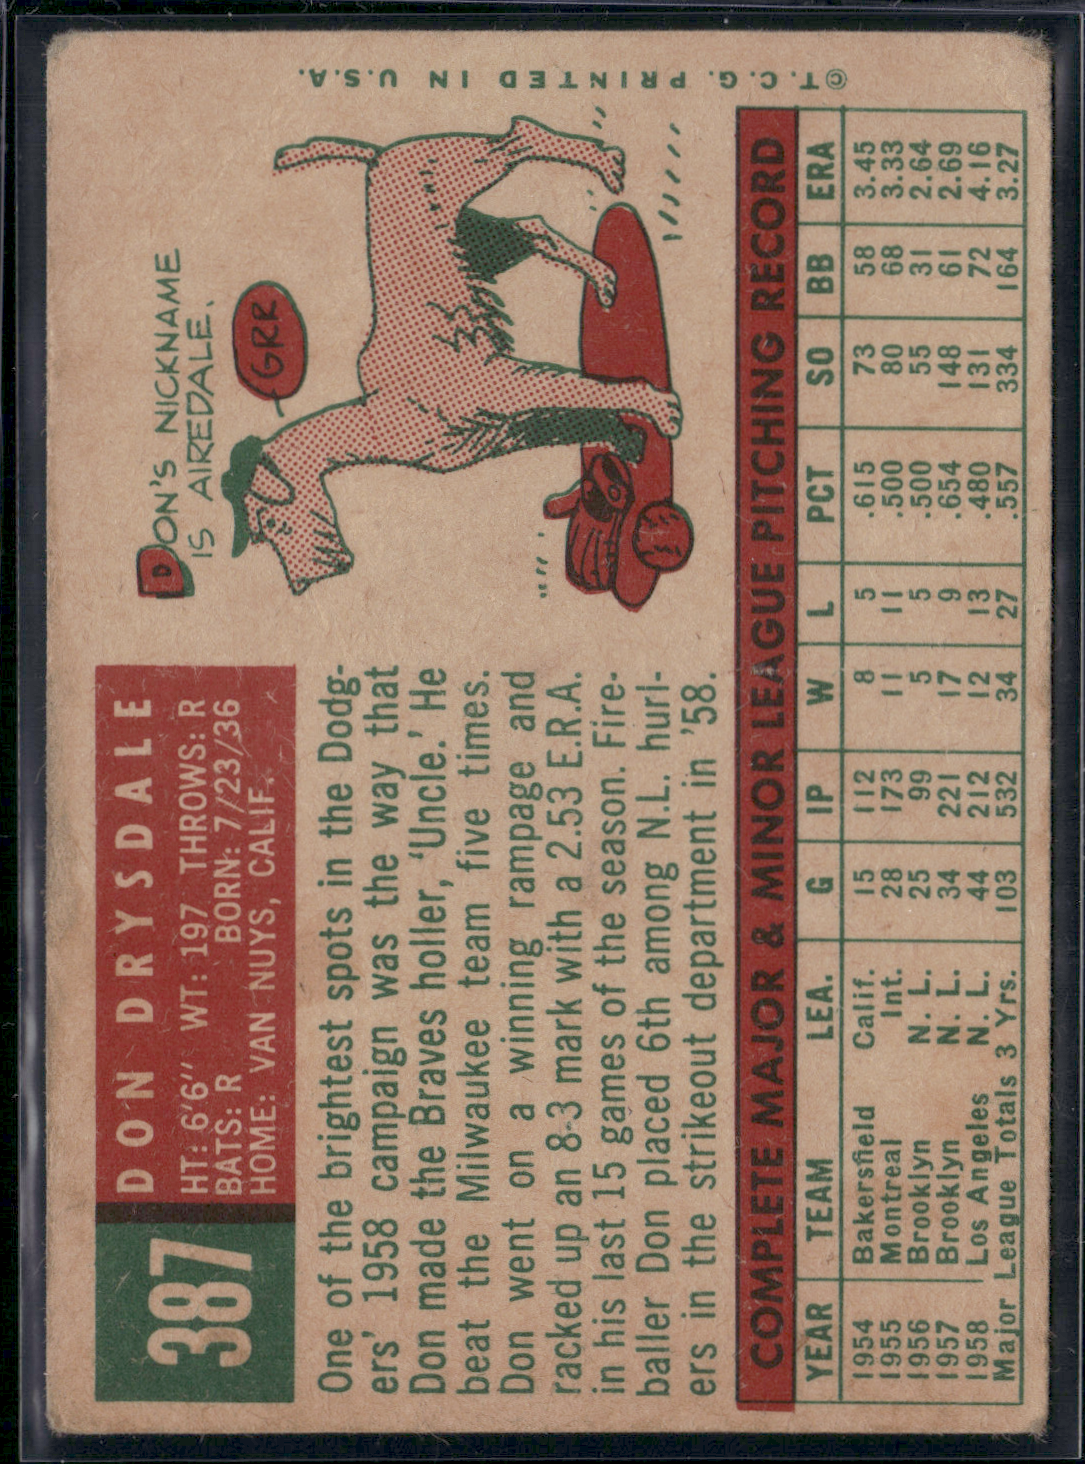 387
DON DRYSDALE
HT: 6'6" WT: 197 THROWS: R
BATS: R BORN: 7/23/36
HOME: VAN NUYS, CALIF.
DON'S NICKNAME
IS AIREDALE.
D
GRR
One of the brightest spots in the Dodg-
ers' 1958 campaign was the way that
Don made the Braves holler, 'Uncle.' He
beat the Milwaukee team five times.
Don went on a winning rampage and
racked up an 8-3 mark with a 2.53 E.R.A.
in his last 15 games of the season. Fire-
baller Don placed 6th among N.L. hurl-
ers in the strikeout department in '58.
COMPLETE MAJOR & MINOR LEAGUE PITCHING RECORD
YEAR TEAM LEA. G IP W L PCT SO BB ERA
1954 Bakersfield Calif. 15 112 8 5 .615 73 58 3.45
1955 Montreal Int. 28 173 11 11 .500 80 68 3.33
1956 Brooklyn N. L. 25 99 5 5 .500 55 31 2.64
1957 Brooklyn N. L. 34 221 17 9 .654 148 61 2.69
1958 Los Angeles N. L. 44 212 12 13 .480 131 72 4.16
Major League Totals 3 Yrs. 103 532 34 27 .557 334 164 3.27
© T.C.G. PRINTED IN U.S.A.